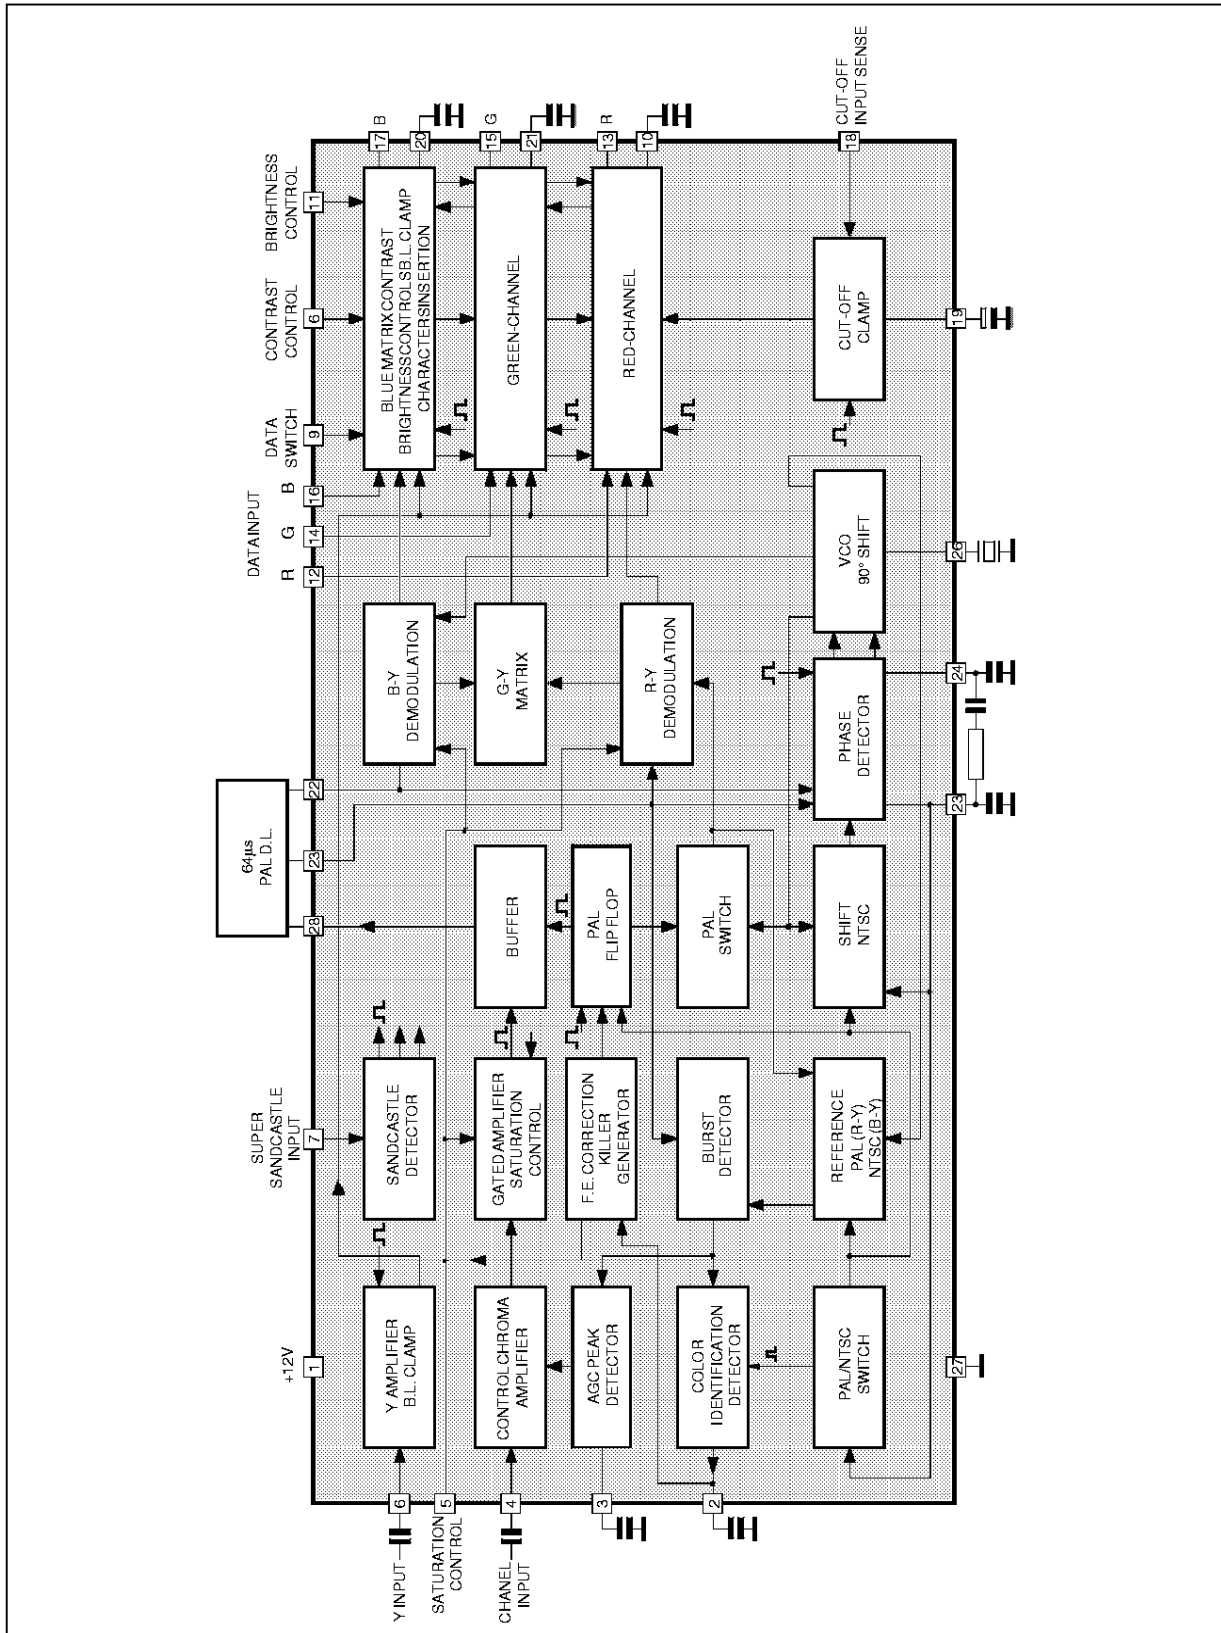 +12V
1
SUPER
SANDCASTLE
INPUT
7
64µs
PAL D.L.
28
23
22
DATA INPUT
R
G
B
12
14
16
DATA
SWITCH
9
CONTRAST
CONTROL
6
BRIGHTNESS
CONTROL
11
Y INPUT
6
Y AMPLIFIER
B.L. CLAMP
SANDCASTLE
DETECTOR
B-Y
DEMODULATION
BLUE MATRIX CONTRAST
BRIGHTNESS CONTROLS B.L. CLAMP
CHARACTERS INSERTION
17
B
20
SATURATION
CONTROL
5
CHANEL
INPUT
4
CONTROL CHROMA
AMPLIFIER
GATED AMPLIFIER
SATURATION
CONTROL
BUFFER
G-Y
MATRIX
GREEN-CHANNEL
15
G
21
3
AGC PEAK
DETECTOR
F.E. CORRECTION
KILLER
GENERATOR
PAL
FLIP FLOP
R-Y
DEMODULATION
RED-CHANNEL
13
R
10
2
COLOR
IDENTIFICATION
DETECTOR
BURST
DETECTOR
PAL
SWITCH
PAL/NTSC
SWITCH
REFERENCE
PAL (R-Y)
NTSC (B-Y)
SHIFT
NTSC
PHASE
DETECTOR
VCO
90° SHIFT
CUT-OFF
CLAMP
18
CUT-OFF
INPUT SENSE
27
23
24
26
19